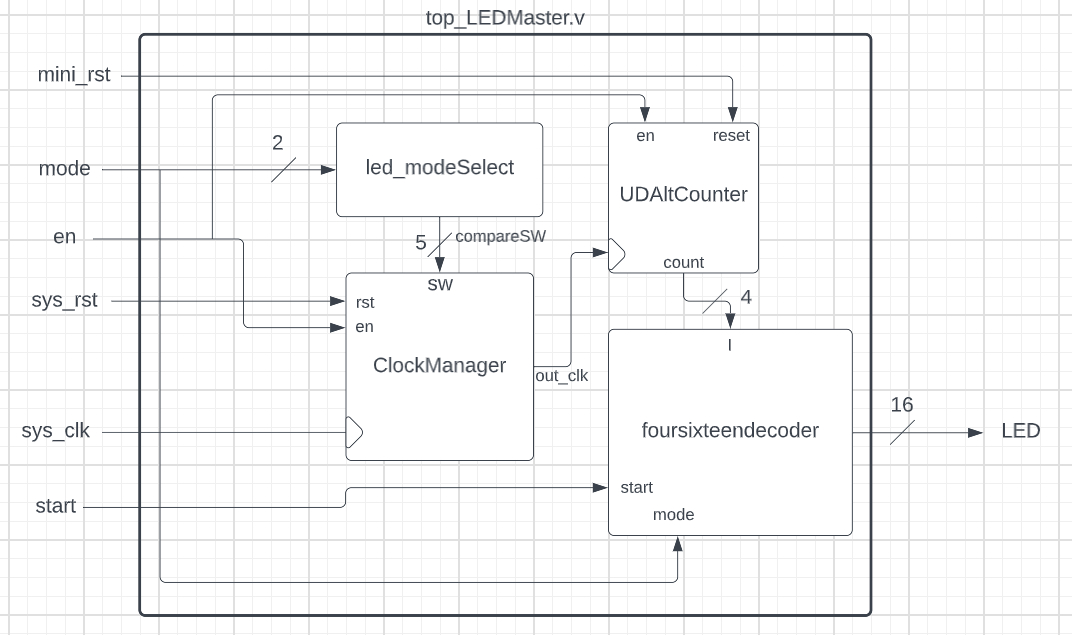 top_LEDMaster.v
mini_rst
en
reset
2
mode
led_modeSelect
UDAltCounter
en
5
compareSW
count
SW
sys_rst
rst
4
en
I
ClockManager
out_clk
16
sys_clk
foursixteendecoder
LED
start
start
mode